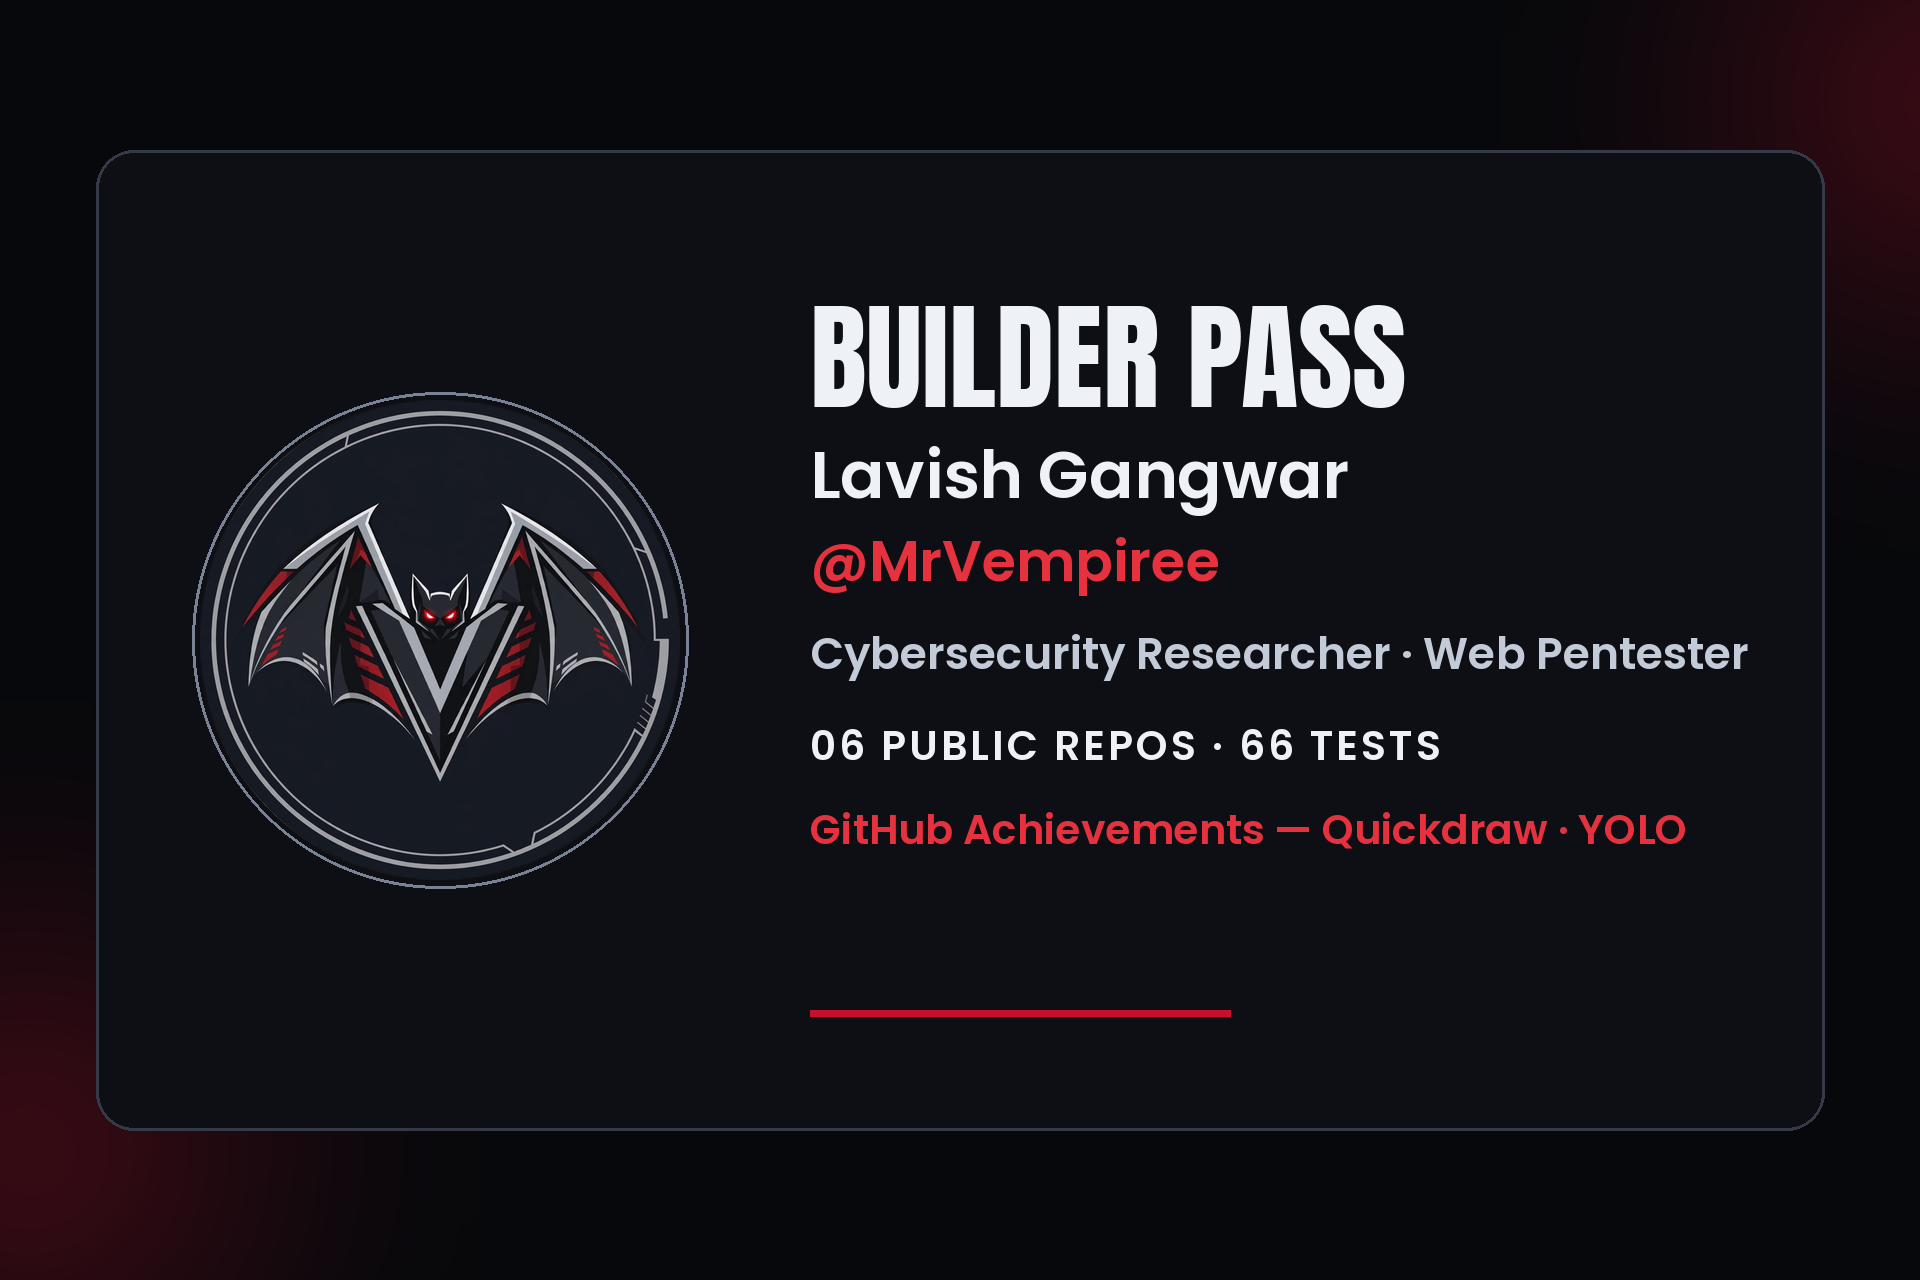 BUILDER PASS
Lavish Gangwar
@MrVempiree
Cybersecurity Researcher · Web Pentester
06 PUBLIC REPOS · 66 TESTS
GitHub Achievements — Quickdraw · YOLO